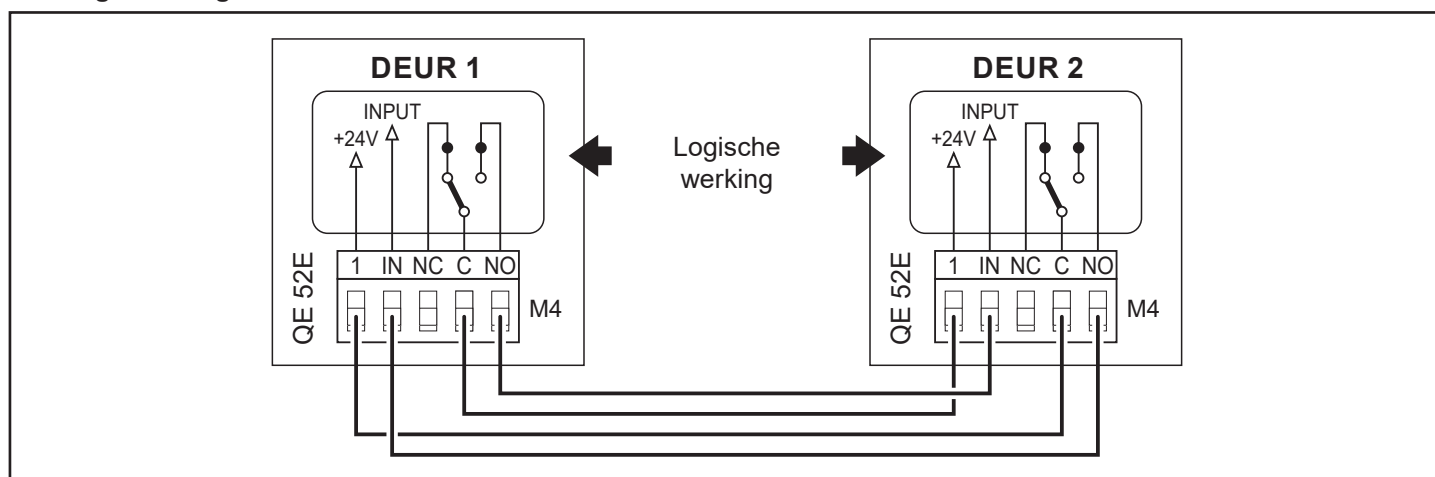 DEUR 1
INPUT
+24V
1 IN NC C NO
QE 52E
M4
Logische
werking
DEUR 2
INPUT
+24V
1 IN NC C NO
QE 52E
M4